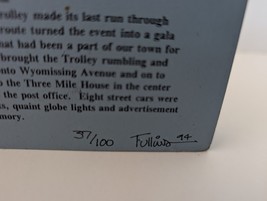 rolley made its last run through
route turned the event into a gala
hat had been a part of our town for
brought the Trolley rumbling and
nto Wyomissing Avenue and on to
o the Three Mile House in the center
the post office. Eight street cars were
s, quaint globe lights and advertisement
mory.
37/100 94